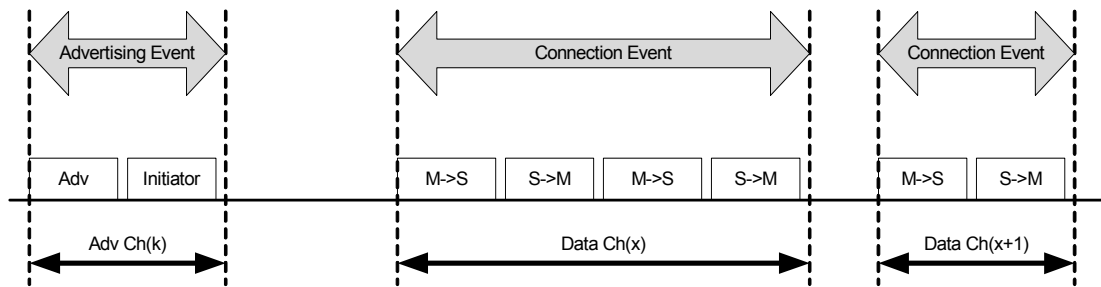 Advertising Event
Connection Event
Connection Event
Adv
Initiator
M->S
S->M
M->S
S->M
M->S
S->M
Adv Ch(k)
Data Ch(x)
Data Ch(x+1)